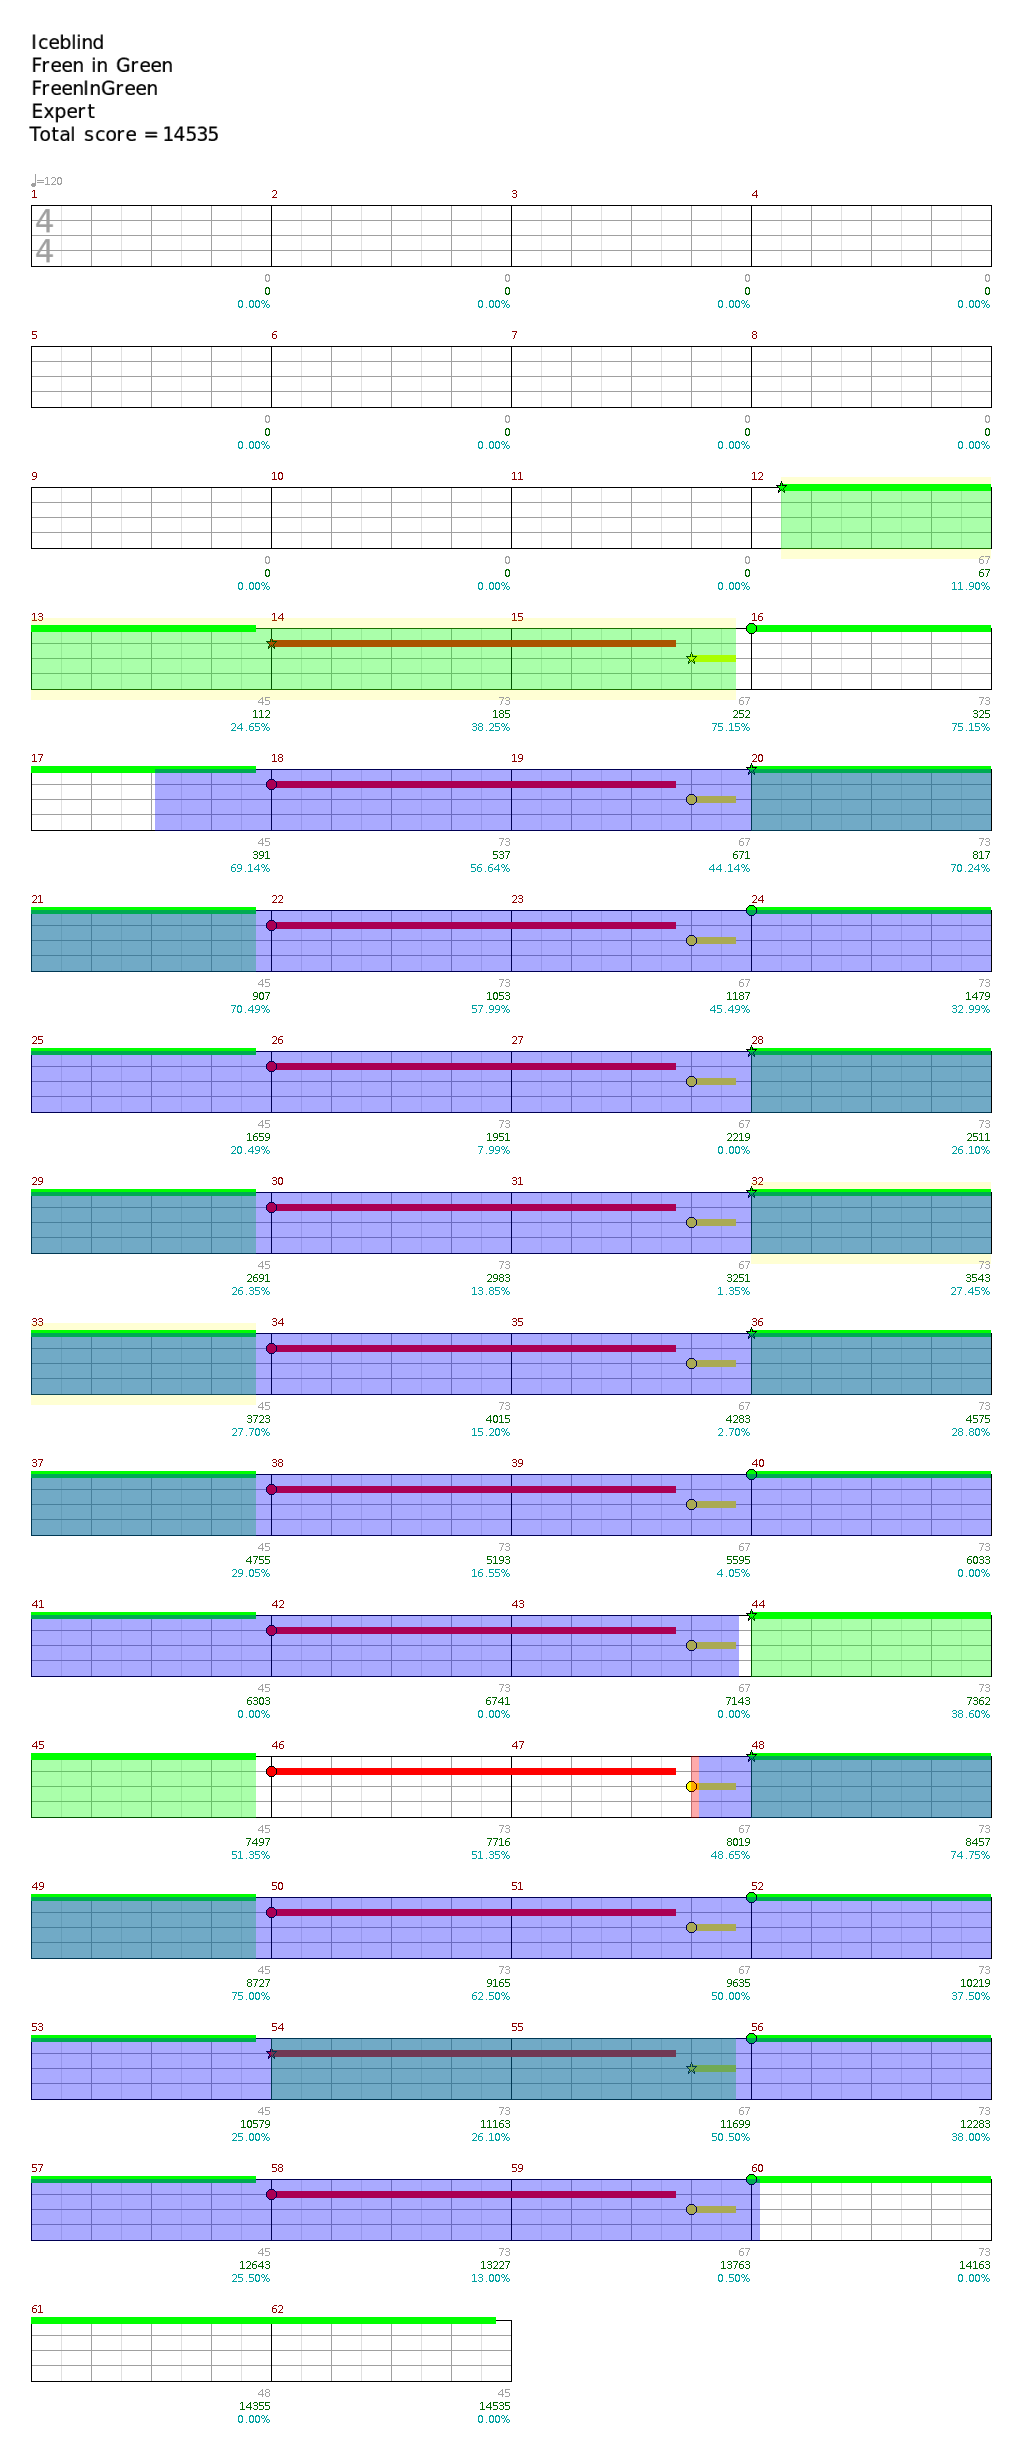 Iceblind
Freen in Green
FreenInGreen
Expert
Total score = 14535
♩=120
1 2 3 4
4
4
0 0 0 0
0 0 0 0
0.00% 0.00% 0.00% 0.00%
5 6 7 8
0 0 0 0
0 0 0 0
0.00% 0.00% 0.00% 0.00%
9 10 11 12
0 0 0 67
0 0 0 67
0.00% 0.00% 0.00% 11.90%
13 14 15 16
45 73 67 73
112 185 252 325
24.65% 38.25% 75.15% 75.15%
17 18 19 20
45 73 67 73
391 537 671 817
69.14% 56.64% 44.14% 70.24%
21 22 23 24
45 73 67 73
907 1053 1187 1479
70.49% 57.99% 45.49% 32.99%
25 26 27 28
45 73 67 73
1659 1951 2219 2511
20.49% 7.99% 0.00% 26.10%
29 30 31 32
45 73 67 73
2691 2983 3251 3543
26.35% 13.85% 1.35% 27.45%
33 34 35 36
45 73 67 73
3723 4015 4283 4575
27.70% 15.20% 2.70% 28.80%
37 38 39 40
45 73 67 73
4755 5193 5595 6033
29.05% 16.55% 4.05% 0.00%
41 42 43 44
45 73 67 73
6303 6741 7143 7362
0.00% 0.00% 0.00% 38.60%
45 46 47 48
45 73 67 73
7497 7716 8019 8457
51.35% 51.35% 48.65% 74.75%
49 50 51 52
45 73 67 73
8727 9165 9635 10219
75.00% 62.50% 50.00% 37.50%
53 54 55 56
45 73 67 73
10579 11163 11699 12283
25.00% 26.10% 50.50% 38.00%
57 58 59 60
45 73 67 73
12643 13227 13763 14163
25.50% 13.00% 0.50% 0.00%
61 62
48 45
14355 14535
0.00% 0.00%